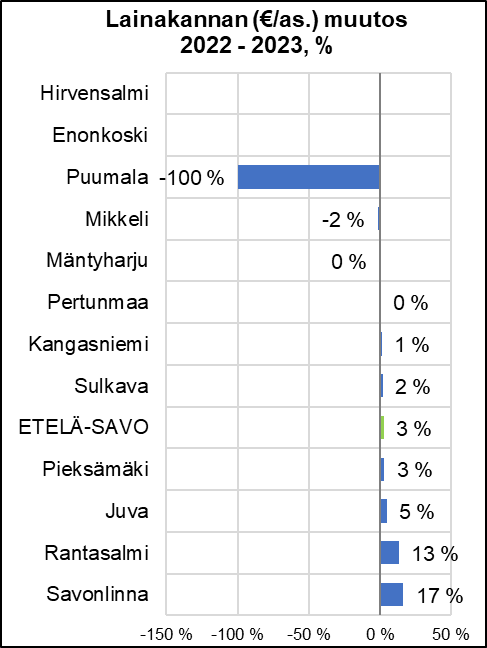 Lainakannan (€/as.) muutos
2022 - 2023, %
Hirvensalmi
Enonkoski
Puumala -100 %
Mikkeli -2 %
Mäntyharju 0 %
Pertunmaa 0 %
Kangasniemi 1 %
Sulkava 2 %
ETELÄ-SAVO 3 %
Pieksämäki 3 %
Juva 5 %
Rantasalmi 13 %
Savonlinna 17 %
-150 % -100 % -50 % 0 % 50 %